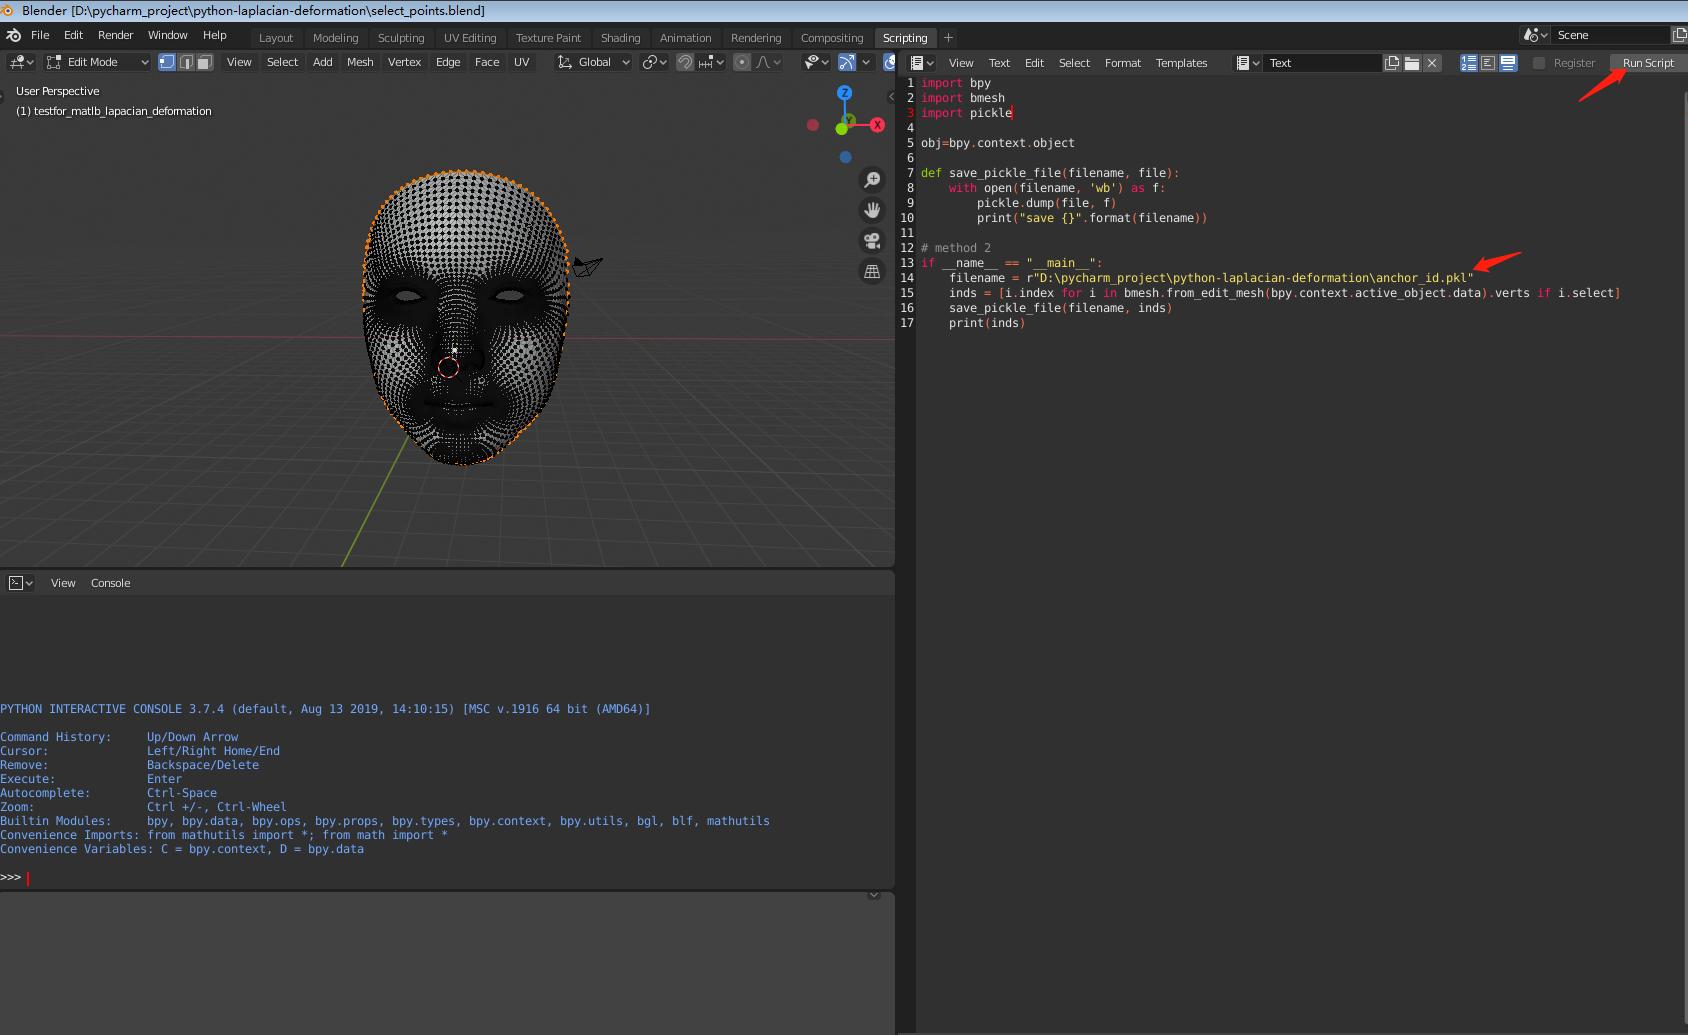 Blender [D:\pycharm_project\python-laplacian-deformation\select_points.blend]
File Edit Render Window Help Layout Modeling Sculpting UV Editing Texture Paint Shading Animation Rendering Compositing Scripting + Scene
Edit Mode View Select Add Mesh Vertex Edge Face UV Global
View Text Edit Select Format Templates Text Register Run Script
User Perspective
(1) testfor_matlb_lapacian_deformation
Z
Y
X
1 import bpy
2 import bmesh
3 import pickle
4
5 obj=bpy.context.object
6
7 def save_pickle_file(filename, file):
8     with open(filename, 'wb') as f:
9         pickle.dump(file, f)
10         print("save {}".format(filename))
11
12 # method 2
13 if __name__ == "__main__":
14     filename = r"D:\pycharm_project\python-laplacian-deformation\anchor_id.pkl"
15     inds = [i.index for i in bmesh.from_edit_mesh(bpy.context.active_object.data).verts if i.select]
16     save_pickle_file(filename, inds)
17     print(inds)
View Console
PYTHON INTERACTIVE CONSOLE 3.7.4 (default, Aug 13 2019, 14:10:15) [MSC v.1916 64 bit (AMD64)]
Command History: Up/Down Arrow
Cursor: Left/Right Home/End
Remove: Backspace/Delete
Execute: Enter
Autocomplete: Ctrl-Space
Zoom: Ctrl +/-, Ctrl-Wheel
Builtin Modules: bpy, bpy.data, bpy.ops, bpy.props, bpy.types, bpy.context, bpy.utils, bgl, blf, mathutils
Convenience Imports: from mathutils import *; from math import *
Convenience Variables: C = bpy.context, D = bpy.data
>>>